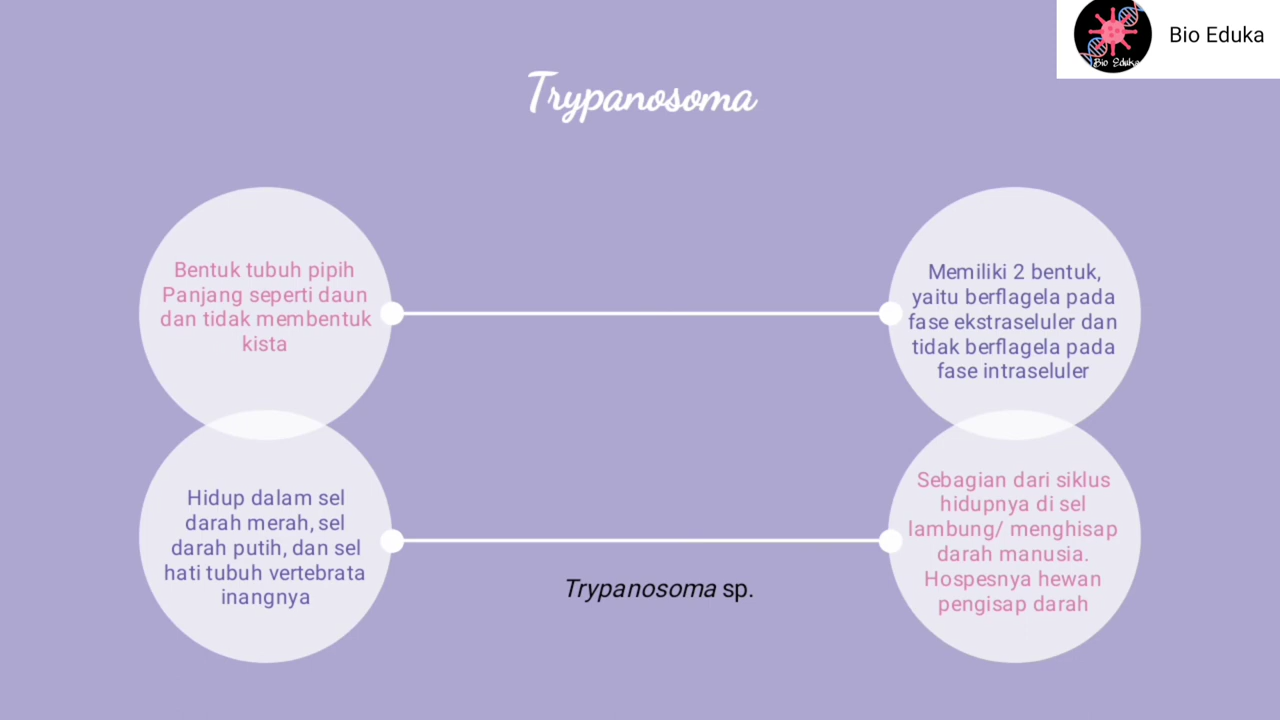 Bio Eduka
Bio Eduka
Trypanosoma
Bentuk tubuh pipih
Panjang seperti daun
dan tidak membentuk
kista
Memiliki 2 bentuk,
yaitu berflagela pada
fase ekstraseluler dan
tidak berflagela pada
fase intraseluler
Hidup dalam sel
darah merah, sel
darah putih, dan sel
hati tubuh vertebrata
inangnya
Sebagian dari siklus
hidupnya di sel
lambung/ menghisap
darah manusia.
Hospesnya hewan
pengisap darah
Trypanosoma sp.